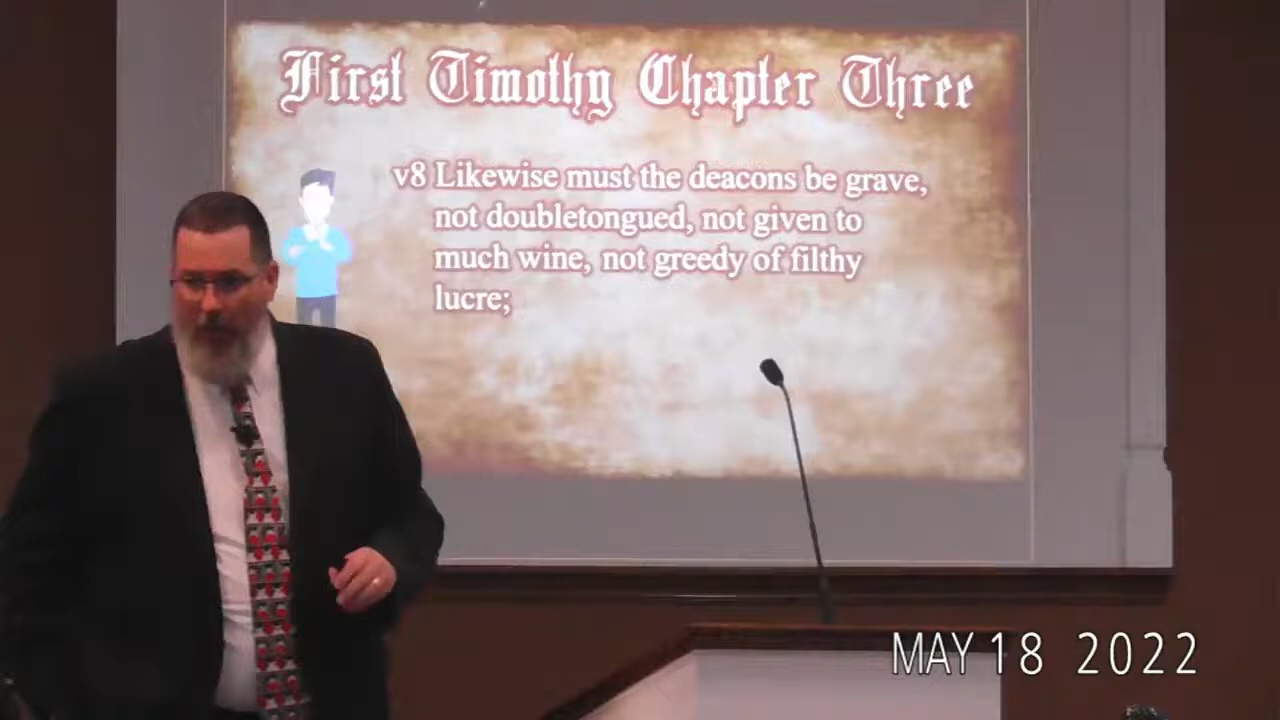 First Timothy Chapter Three
v8 Likewise must the deacons be grave,
not doubletongued, not given to
much wine, not greedy of filthy
lucre;
MAY 18 2022